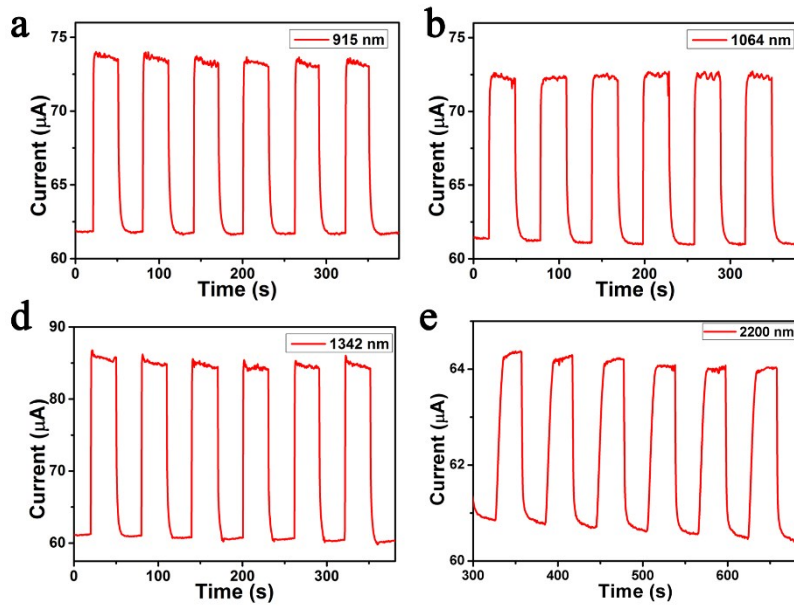 a
915 nm
75
70
65
60
Current (μA)
0
100
200
300
Time (s)
b
1064 nm
75
70
65
60
Current (μA)
0
100
200
300
Time (s)
d
1342 nm
90
80
70
60
Current (μA)
0
100
200
300
Time (s)
e
2200 nm
64
62
60
Current (μA)
300
400
500
600
Time (s)